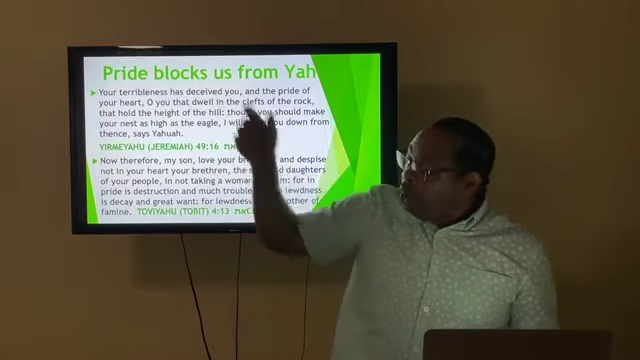 Pride blocks us from Yah
Your terribleness has deceived you, and the pride of
your heart, O you that dwell in the clefts of the rock,
that hold the height of the hill: though you should make
your nest as high as the eagle, I will you down from
thence, says Yahuah.
YIRMEYAHU (JEREMIAH) 49:16 את
Now therefore, my son, love your and despise
not in your heart your brethren, the daughters
of your people, in not taking a for in
pride is destruction and much lewdness
is decay and great want: for lewdness of
famine. TOVIYAHU (TOBIT) 4:13 את